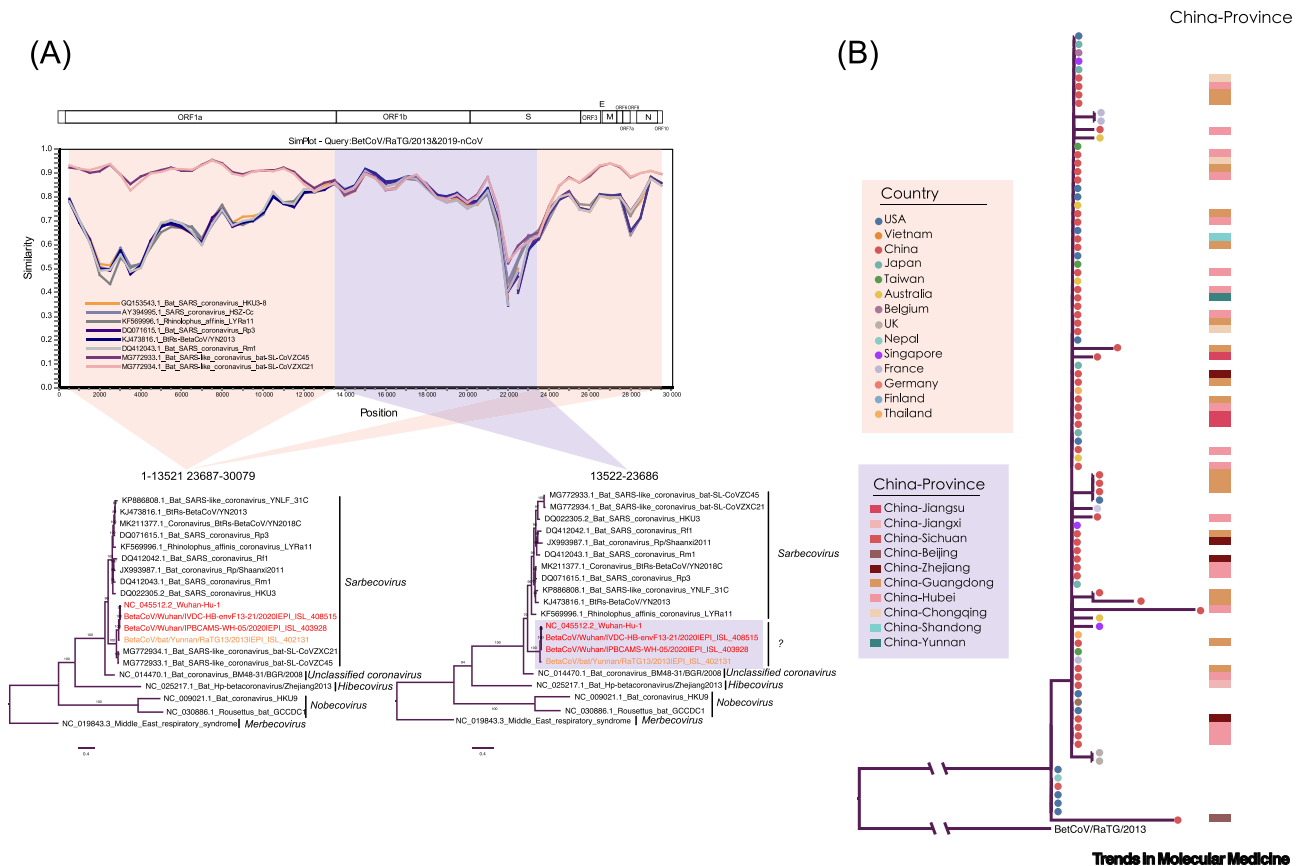 China-Province
(A)
(B)
E
ORF1a
ORF1b
S
ORF3
M
N
ORF7a
ORF10
SimPlot - Query:BetCoV/RaTG/2013&2019-nCoV
Similarity
1.0
0.9
0.8
0.7
0.6
0.5
0.4
0.3
0.2
0.1
0.0
GQ153543.1_Bat_SARS_coronavirus_HKU3-8
AY394995.1_SARS_coronavirus_HSZ-Cc
KF569996.1_Rhinolophus_affinis_LYRa11
DQ071615.1_Bat_SARS_coronavirus_Rp3
KJ473816.1_BtRs-BetaCoV/YN2013
DQ412043.1_Bat_SARS_coronavirus_Rm1
MG772933.1_Bat_SARS-like_coronavirus_bat-SL-CoVZC45
MG772934.1_Bat_SARS-like_coronavirus_bat-SL-CoVZXC21
0 2000 4000 6000 8000 10 000 12 000 14 000 16 000 18 000 20 000 22 000 24 000 26 000 28 000 30 000
Position
1-13521 23687-30079
KP886808.1_Bat_SARS-like_coronavirus_YNLF_31C
KJ473816.1_BtRs-BetaCoV/YN2013
MK211377.1_Coronavirus_BtRs-BetaCoV/YN2018C
DQ071615.1_Bat_SARS_coronavirus_Rp3
KF569996.1_Rhinolophus_affinis_coronavirus_LYRa11
DQ412042.1_Bat_SARS_coronavirus_Rf1
JX993987.1_Bat_coronavirus_Rp/Shaanxi2011
DQ412043.1_Bat_SARS_coronavirus_Rm1
DQ022305.2_Bat_SARS_coronavirus_HKU3
NC_045512.2_Wuhan-Hu-1
BetaCoV/Wuhan/IVDC-HB-envF13-21/2020IEPI_ISL_408515
BetaCoV/Wuhan/IPBCAMS-WH-05/2020IEPI_ISL_403928
BetaCoV/bat/Yunnan/RaTG13/2013IEPI_ISL_402131
MG772934.1_Bat_SARS-like_coronavirus_bat-SL-CoVZXC21
MG772933.1_Bat_SARS-like_coronavirus_bat-SL-CoVZC45
NC_014470.1_Bat_coronavirus_BM48-31/BGR/2008
NC_025217.1_Bat_Hp-betacoronavirus/Zhejiang2013
NC_009021.1_Bat_coronavirus_HKU9
NC_030886.1_Rousettus_bat_GCCDC1
NC_019843.3_Middle_East_respiratory_syndrome
Sarbecovirus
Unclassified coronavirus
Hibecovirus
Nobecovirus
Merbecovirus
0.4
13522-23686
MG772933.1_Bat_SARS-like_coronavirus_bat-SL-CoVZC45
MG772934.1_Bat_SARS-like_coronavirus_bat-SL-CoVZXC21
DQ022305.2_Bat_SARS_coronavirus_HKU3
DQ412042.1_Bat_SARS_coronavirus_Rf1
JX993987.1_Bat_coronavirus_Rp/Shaanxi2011
DQ412043.1_Bat_SARS_coronavirus_Rm1
MK211377.1_Coronavirus_BtRs-BetaCoV/YN2018C
DQ071615.1_Bat_SARS_coronavirus_Rp3
KP886808.1_Bat_SARS-like_coronavirus_YNLF_31C
KJ473816.1_BtRs-BetaCoV/YN2013
KF569996.1_Rhinolophus_affinis_coronavirus_LYRa11
NC_045512.2_Wuhan-Hu-1
BetaCoV/Wuhan/IVDC-HB-envF13-21/2020IEPI_ISL_408515
BetaCoV/Wuhan/IPBCAMS-WH-05/2020IEPI_ISL_403928
BetaCoV/bat/Yunnan/RaTG13/2013IEPI_ISL_402131
NC_014470.1_Bat_coronavirus_BM48-31/BGR/2008
NC_025217.1_Bat_Hp-betacoronavirus/Zhejiang2013
NC_009021.1_Bat_coronavirus_HKU9
NC_030886.1_Rousettus_bat_GCCDC1
NC_019843.3_Middle_East_respiratory_syndrome
Sarbecovirus
?
Unclassified coronavirus
Hibecovirus
Nobecovirus
Merbecovirus
0.4
Country
USA
Vietnam
China
Japan
Taiwan
Australia
Belgium
UK
Nepal
Singapore
France
Germany
Finland
Thailand
China-Province
China-Jiangsu
China-Jiangxi
China-Sichuan
China-Beijing
China-Zhejiang
China-Guangdong
China-Hubei
China-Chongqing
China-Shandong
China-Yunnan
BetCoV/RaTG/2013
Trends in Molecular Medicine